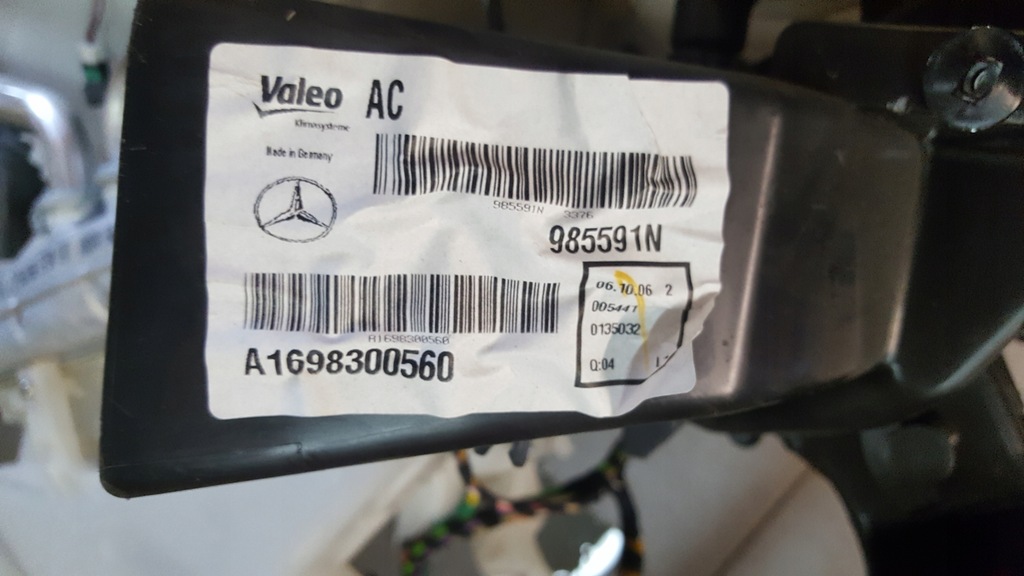 Valeo AC
Klimasysteme
Made in Germany
985591N 3376
985591N
06.10.06 2
005441
0135032
Q:04
A1698300560
A1698300560